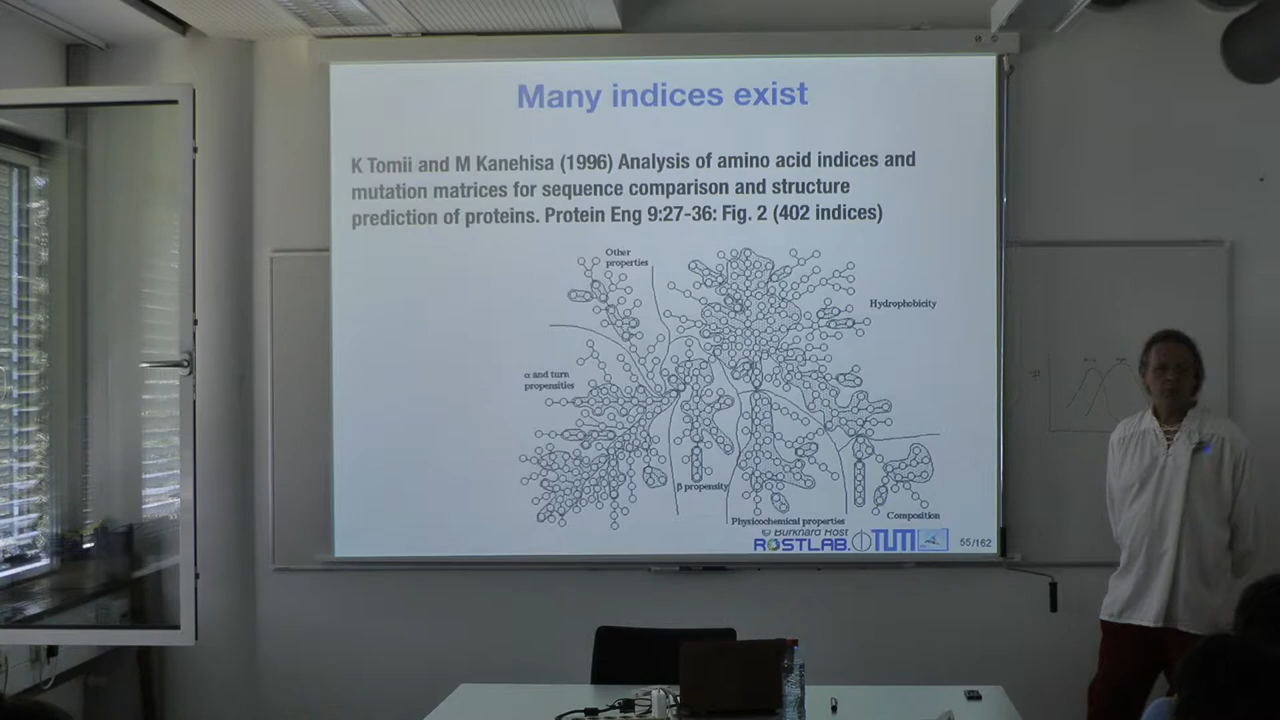 Many indices exist
K Tomii and M Kanehisa (1996) Analysis of amino acid indices and
mutation matrices for sequence comparison and structure
prediction of proteins. Protein Eng 9:27-36: Fig. 2 (402 indices)
Other
properties
Hydrophobicity
α and turn
propensities
β propensity
Physicochemical properties
Composition
© Burkhard Rost
ROSTLAB.
TUM
55/162